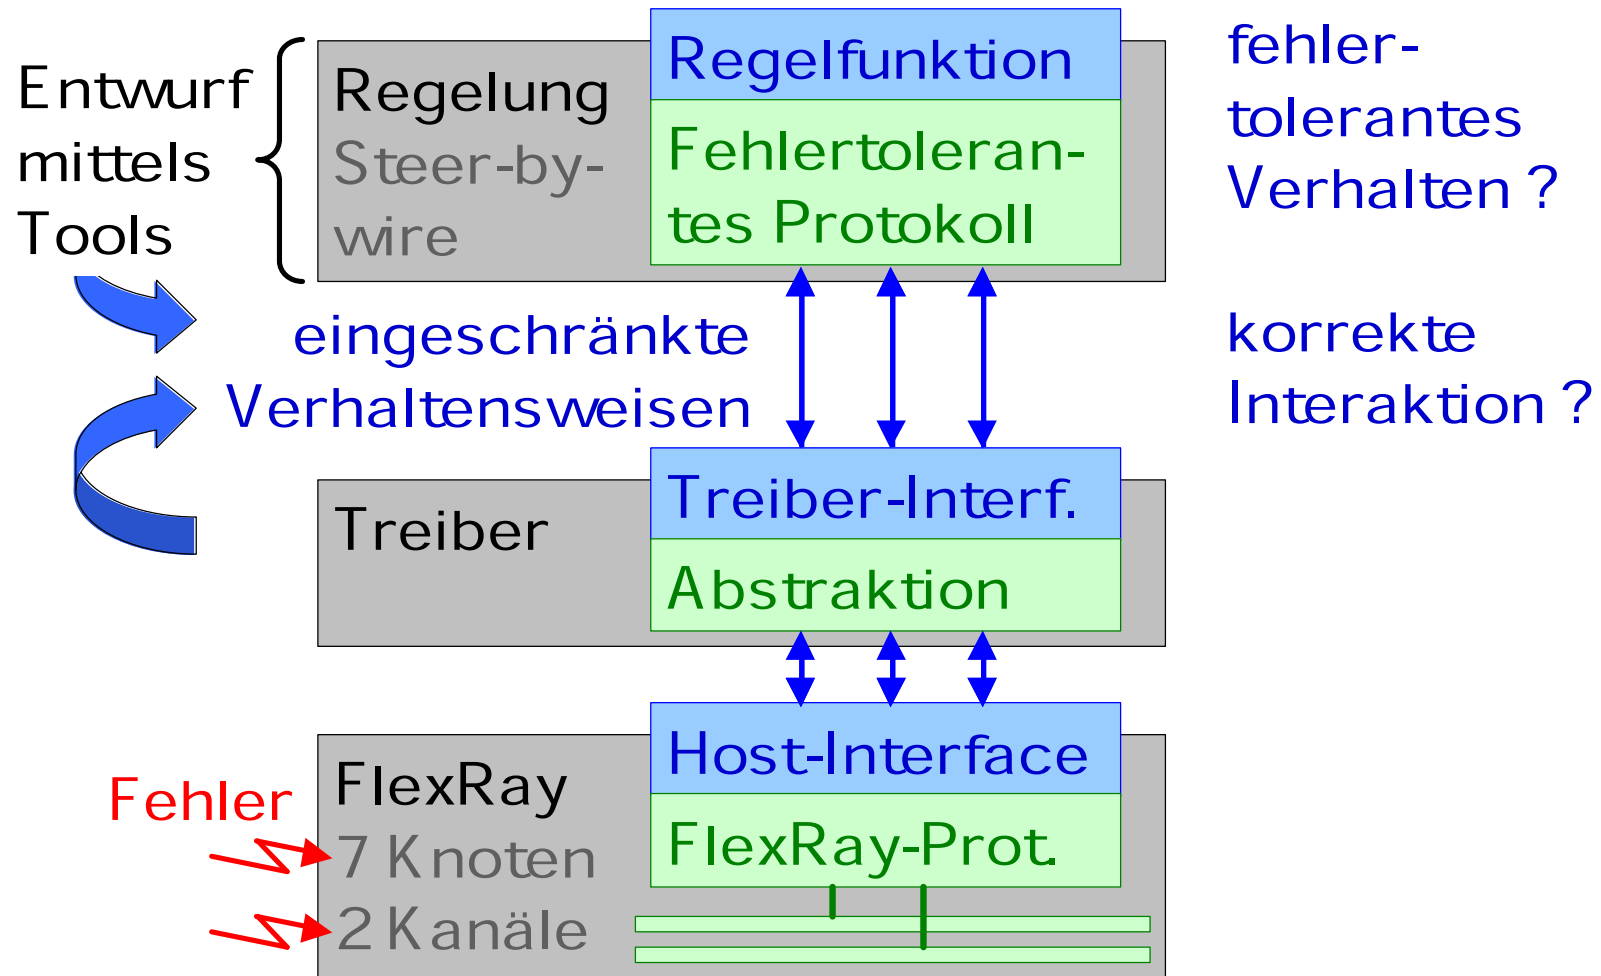 Entwurf
mittels
Tools
Regelung
Steer-by-
wire
Regelfunktion
Fehlertoleran-
tes Protokoll
fehler-
tolerantes
Verhalten ?
eingeschränkte
Verhaltensweisen
korrekte
Interaktion ?
Treiber
Treiber-Interf.
Abstraktion
Fehler
FlexRay
7 Knoten
2 Kanäle
Host-Interface
FlexRay-Prot.